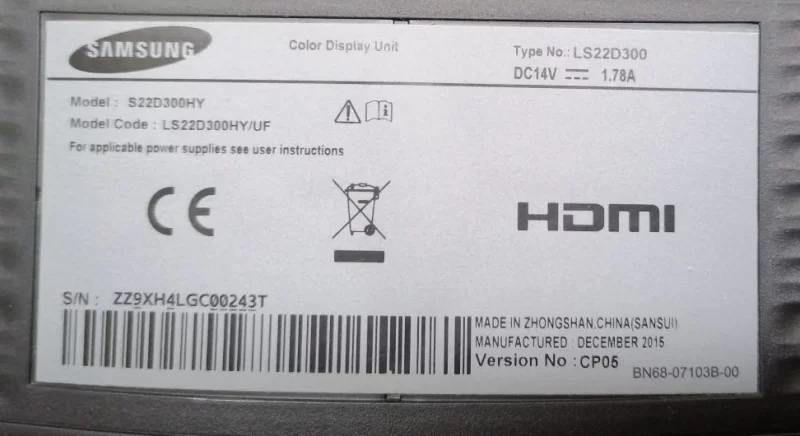 SAMSUNG
Color Display Unit
Type No.: LS22D300
DC14V ⎓ 1.78A
Model : S22D300HY
Model Code : LS22D300HY/UF
For applicable power supplies see user instructions
CE
HDMI
S/N : ZZ9XH4LGC00243T
MADE IN ZHONGSHAN.CHINA(SANSUI)
MANUFACTURED : DECEMBER 2015
Version No : CP05
BN68-07103B-00